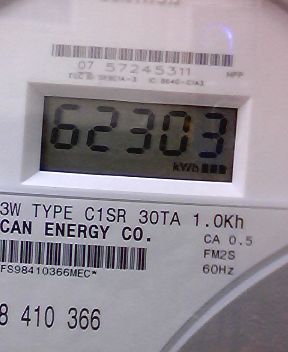 07 57245311 HPP
62303
kWh
3W TYPE C1SR 30TA 1.0Kh
CAN ENERGY CO.
CA 0.5
FM2S
60Hz
FS98410366MEC*
8 410 366